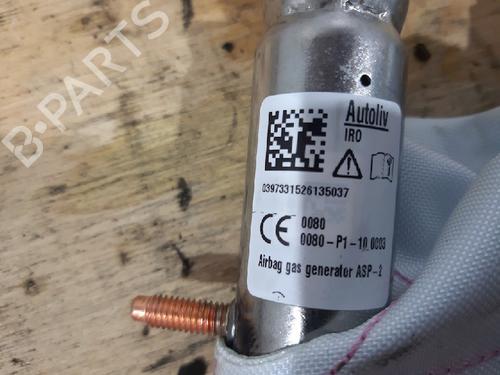 B-PARTS
Autoliv
IRO
0397331526135037
CE 0080
0080-P1-10 0003
Airbag gas generator ASP-2